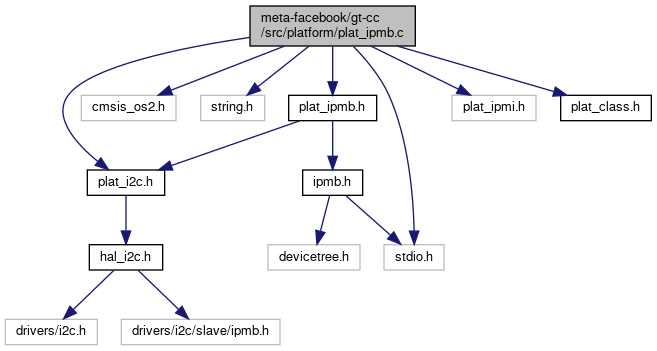 meta-facebook/gt-cc
/src/platform/plat_ipmb.c
cmsis_os2.h
string.h
plat_ipmb.h
plat_ipmi.h
plat_class.h
plat_i2c.h
ipmb.h
hal_i2c.h
devicetree.h
stdio.h
drivers/i2c.h
drivers/i2c/slave/ipmb.h